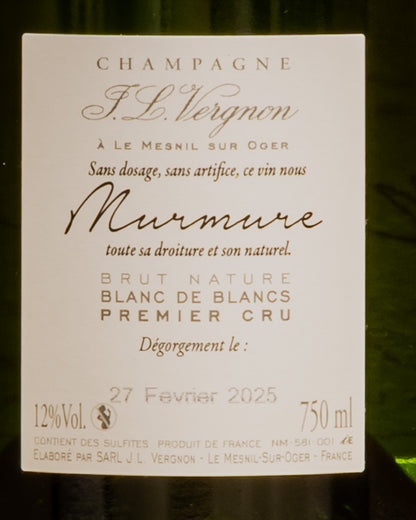 CHAMPAGNE
J. L. Vergnon
À LE MESNIL SUR OGER
Sans dosage, sans artifice, ce vin nous
Murmure
toute sa droiture et son naturel.
BRUT NATURE
BLANC DE BLANCS
PREMIER CRU
Dégorgement le :
27 Fevrier 2025
12%Vol. 750 ml
CONTIENT DES SULFITES PRODUIT DE FRANCE NM-581-001
ELABORÉ PAR SARL J.L. VERGNON - LE MESNIL-SUR-OGER - FRANCE